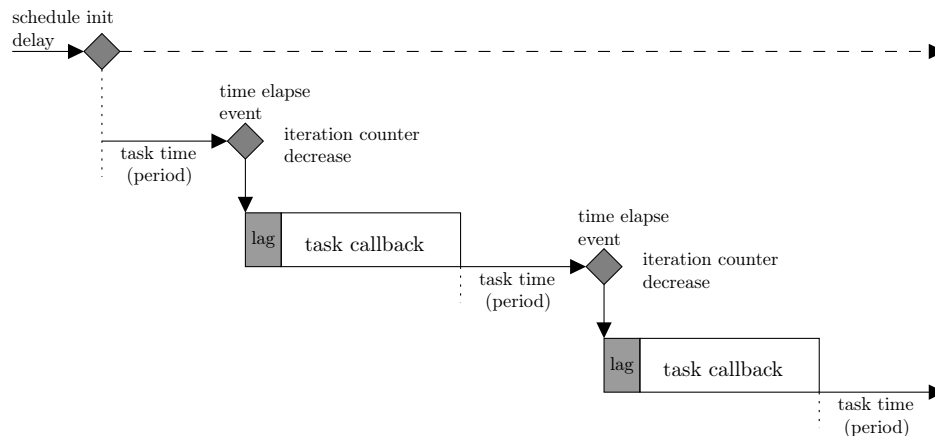 schedule init
delay
time elapse
event
iteration counter
decrease
task time
(period)
lag
task callback
time elapse
event
iteration counter
decrease
task time
(period)
lag
task callback
task time
(period)